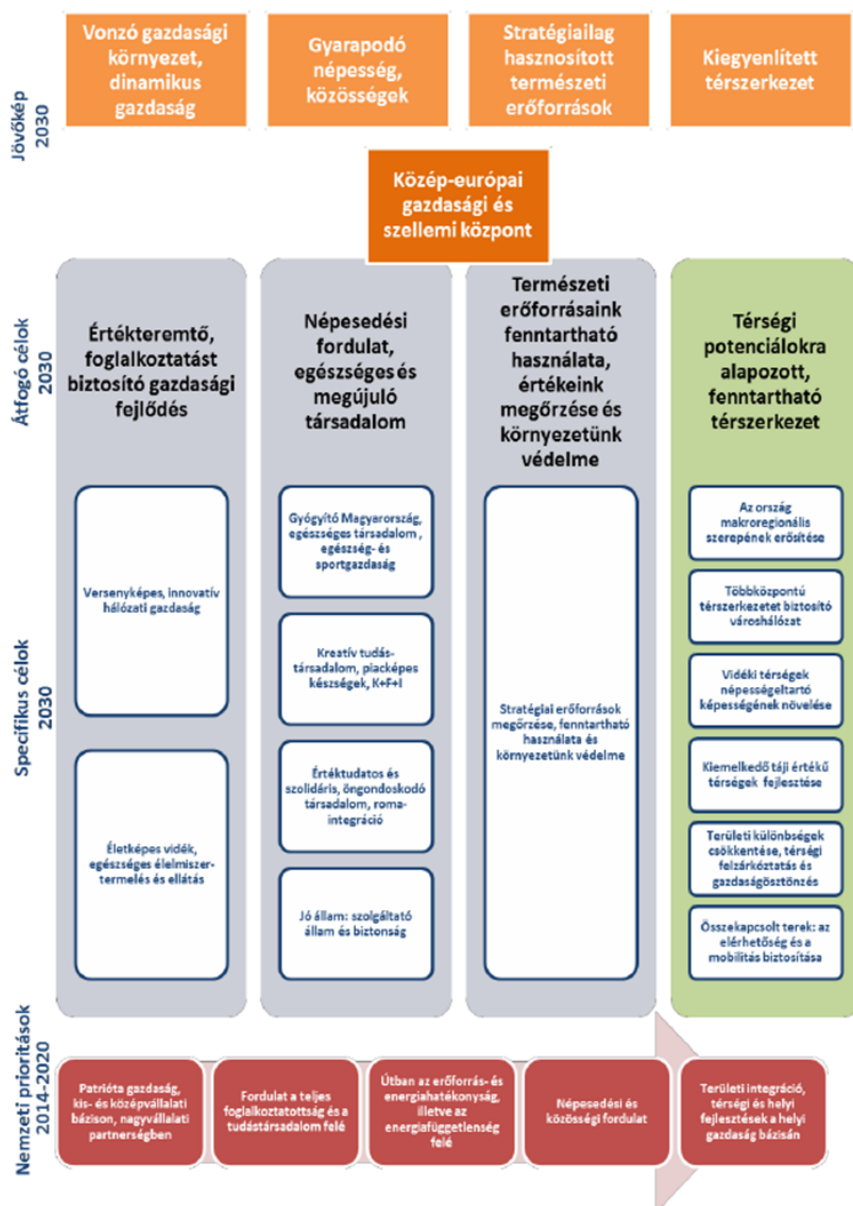 Jövőkép
2030
Vonzó gazdasági
környezet,
dinamikus
gazdaság
Gyarapodó
népesség,
közösségek
Stratégiailag
hasznosított
természeti
erőforrások
Kiegyenlített
térszerkezet
Közép-európai
gazdasági és
szellemi központ
Átfogó célok
2030
Értékteremtő,
foglalkoztatást
biztosító gazdasági
fejlődés
Népesedési
fordulat,
egészséges és
megújuló
társadalom
Természeti
erőforrásaink
fenntartható
használata,
értékeink
megőrzése és
környezetünk
védelme
Térségi
potenciálokra
alapozott,
fenntartható
térszerkezet
Specifikus célok
2030
Versenyképes, innovatív
hálózati gazdaság
Életképes vidék,
egészséges élelmiszer-
termelés és ellátás
Gyógyító Magyarország,
egészséges társadalom ,
egészség- és
sportgazdaság
Kreatív tudás-
társadalom, piacképes
készségek, K+F+I
Értéktudatos és
szolidáris, öngondoskodó
társadalom, roma-
integráció
Jó állam: szolgáltató
állam és biztonság
Stratégiai erőforrások
megőrzése, fenntartható
használata és
környezetünk védelme
Az ország
makroregionális
szerepének erősítése
Többközpontú
térszerkezetet biztosító
városhálózat
Vidéki térségek
népességeltartó
képességének növelése
Kiemelkedő táji értékű
térségek fejlesztése
Területi különbségek
csökkentése, térségi
felzárkóztatás és
gazdaságösztönzés
Összekapcsolt terek: az
elérhetőség és a
mobilitás biztosítása
Nemzeti prioritások
2014-2020
Patrióta gazdaság,
kis- és középvállalati
bázison, nagyvállalati
partnerségben
Fordulat a teljes
foglalkoztatottság és a
tudástársadalom felé
Útban az erőforrás- és
energiahatékonyság,
illetve az
energiafüggetlenség
felé
Népesedési és
közösségi fordulat
Területi integráció,
térségi és helyi
fejlesztések a helyi
gazdaság bázisán